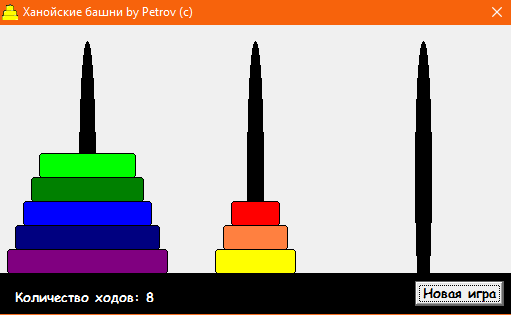 Ханойские башни by Petrov (c)
Количество ходов: 8
Новая игра